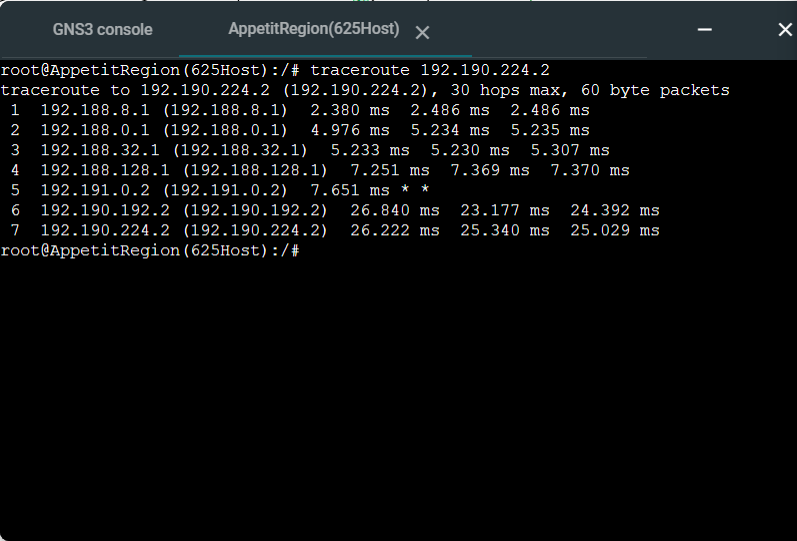 GNS3 console AppetitRegion(625Host)
root@AppetitRegion(625Host):/# traceroute 192.190.224.2
traceroute to 192.190.224.2 (192.190.224.2), 30 hops max, 60 byte packets
 1  192.188.8.1 (192.188.8.1)  2.380 ms  2.486 ms  2.486 ms
 2  192.188.0.1 (192.188.0.1)  4.976 ms  5.234 ms  5.235 ms
 3  192.188.32.1 (192.188.32.1)  5.233 ms  5.230 ms  5.307 ms
 4  192.188.128.1 (192.188.128.1)  7.251 ms  7.369 ms  7.370 ms
 5  192.191.0.2 (192.191.0.2)  7.651 ms * *
 6  192.190.192.2 (192.190.192.2)  26.840 ms  23.177 ms  24.392 ms
 7  192.190.224.2 (192.190.224.2)  26.222 ms  25.340 ms  25.029 ms
root@AppetitRegion(625Host):/#